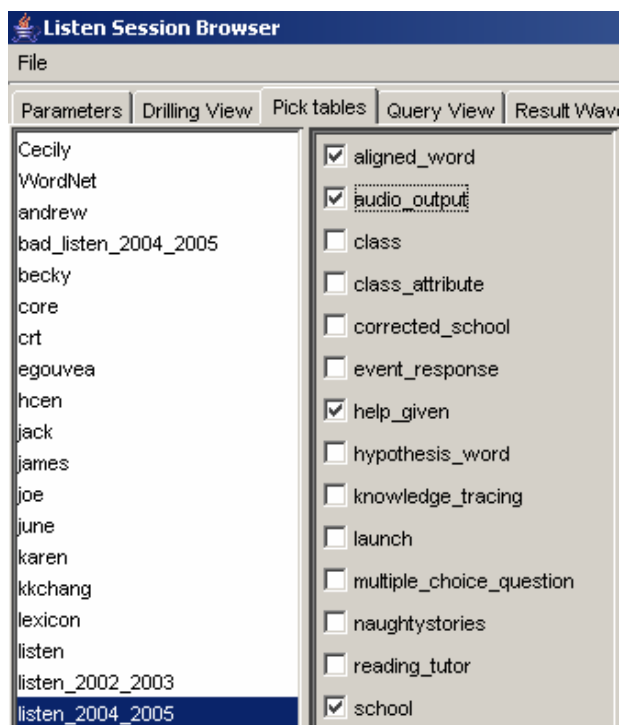 Listen Session Browser
File
Parameters Drilling View Pick tables Query View Result Wav
Cecily
WordNet
andrew
bad_listen_2004_2005
becky
core
crt
egouvea
hcen
jack
james
joe
june
karen
kkchang
lexicon
listen
listen_2002_2003
listen_2004_2005
aligned_word
audio_output
class
class_attribute
corrected_school
event_response
help_given
hypothesis_word
knowledge_tracing
launch
multiple_choice_question
naughtystories
reading_tutor
school